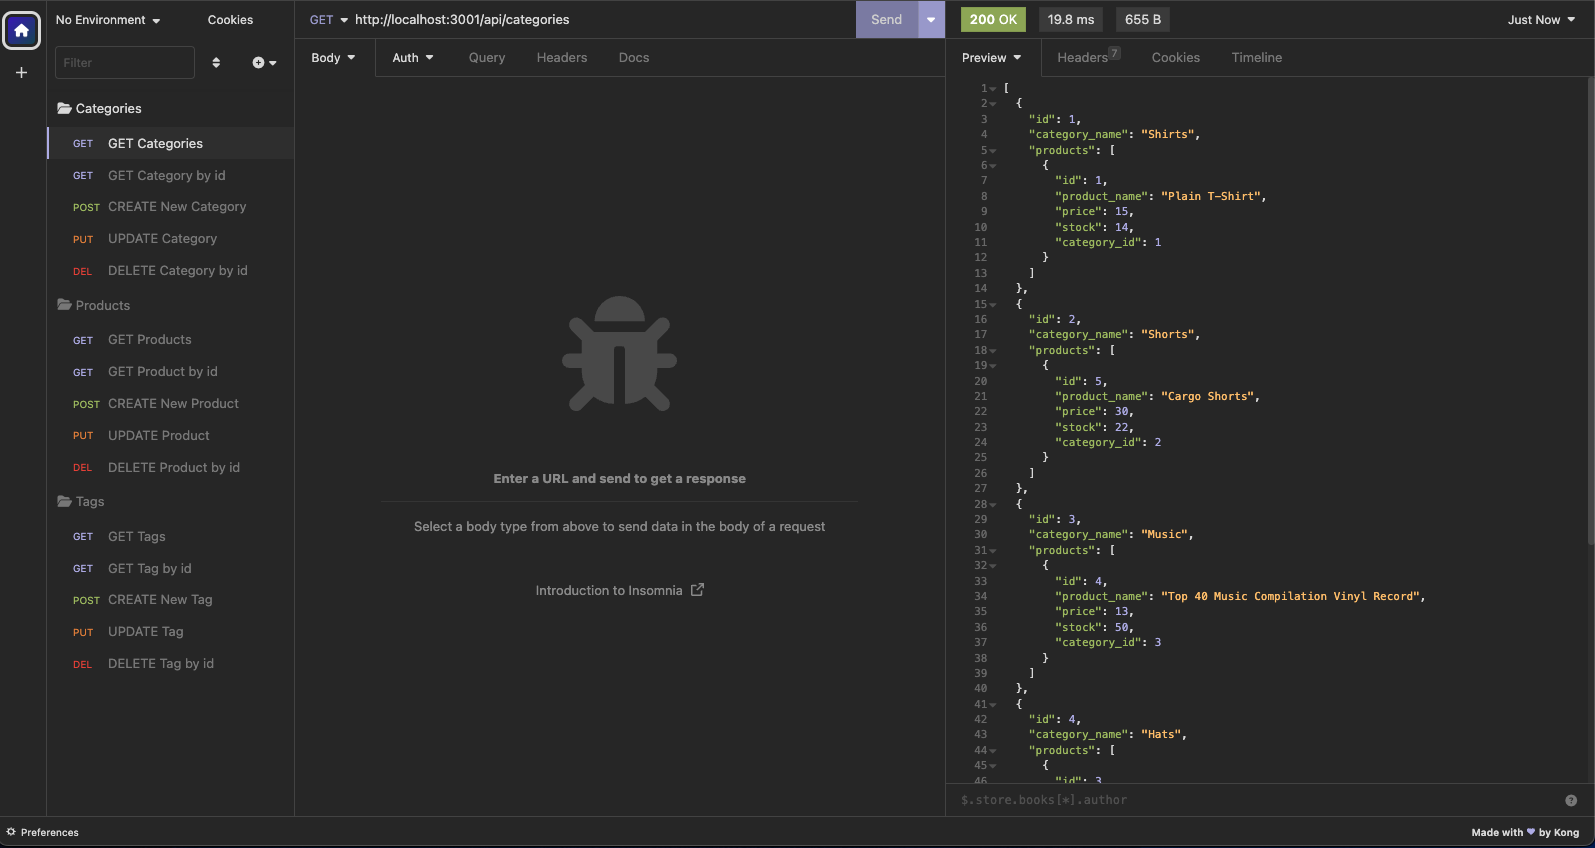 No Environment
Cookies
Filter
Categories
GET GET Categories
GET GET Category by id
POST CREATE New Category
PUT UPDATE Category
DEL DELETE Category by id
Products
GET GET Products
GET GET Product by id
POST CREATE New Product
PUT UPDATE Product
DEL DELETE Product by id
Tags
GET GET Tags
GET GET Tag by id
POST CREATE New Tag
PUT UPDATE Tag
DEL DELETE Tag by id
Preferences
GET http://localhost:3001/api/categories Send
Body Auth Query Headers Docs
Enter a URL and send to get a response
Select a body type from above to send data in the body of a request
Introduction to Insomnia
200 OK 19.8 ms 655 B Just Now
Preview Headers 7 Cookies Timeline
1 [
2 {
3 "id": 1,
4 "category_name": "Shirts",
5 "products": [
6 {
7 "id": 1,
8 "product_name": "Plain T-Shirt",
9 "price": 15,
10 "stock": 14,
11 "category_id": 1
12 }
13 ]
14 },
15 {
16 "id": 2,
17 "category_name": "Shorts",
18 "products": [
19 {
20 "id": 5,
21 "product_name": "Cargo Shorts",
22 "price": 30,
23 "stock": 22,
24 "category_id": 2
25 }
26 ]
27 },
28 {
29 "id": 3,
30 "category_name": "Music",
31 "products": [
32 {
33 "id": 4,
34 "product_name": "Top 40 Music Compilation Vinyl Record",
35 "price": 13,
36 "stock": 50,
37 "category_id": 3
38 }
39 ]
40 },
41 {
42 "id": 4,
43 "category_name": "Hats",
44 "products": [
45 {
46 "id": 3
$.store.books[*].author
Made with ♥ by Kong